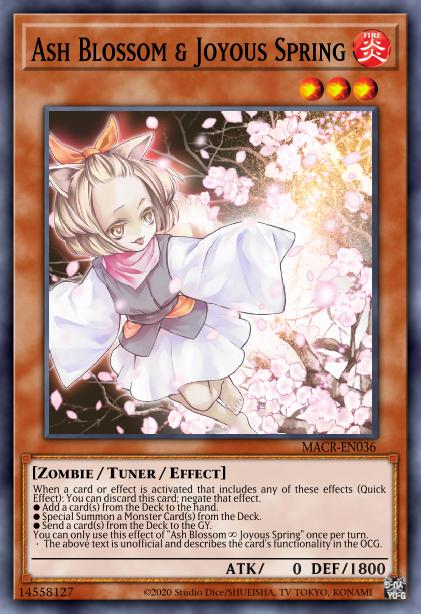 ASH BLOSSOM & JOYOUS SPRING
FIRE
炎
MACR-EN036
[ZOMBIE / TUNER / EFFECT]
When a card or effect is activated that includes any of these effects (Quick
Effect): You can discard this card; negate that effect.
●Add a card(s) from the Deck to the hand.
●Special Summon a Monster Card(s) from the Deck.
●Send a card(s) from the Deck to the GY.
You can only use this effect of "Ash Blossom ∞ Joyous Spring" once per turn.
・ The above text is unofficial and describes the card's functionality in the OCG.
ATK/ 0 DEF/1800
14558127 ©2020 Studio Dice/SHUEISHA, TV TOKYO, KONAMI